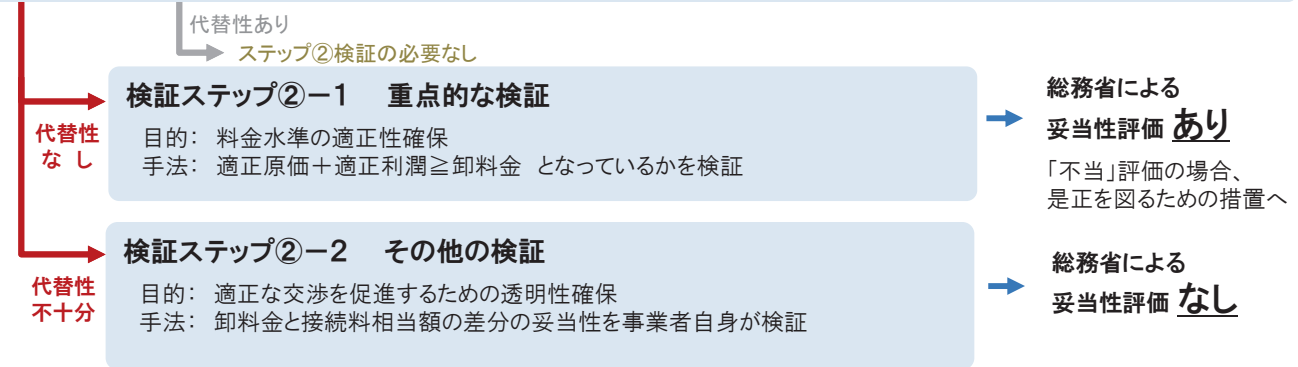 代替性あり
ステップ②検証の必要なし
代替性
なし
検証ステップ②－1　重点的な検証
目的： 料金水準の適正性確保
手法： 適正原価＋適正利潤≧卸料金 となっているかを検証
総務省による
妥当性評価 あり
「不当」評価の場合、
是正を図るための措置へ
代替性
不十分
検証ステップ②－2　その他の検証
目的： 適正な交渉を促進するための透明性確保
手法： 卸料金と接続料相当額の差分の妥当性を事業者自身が検証
総務省による
妥当性評価 なし